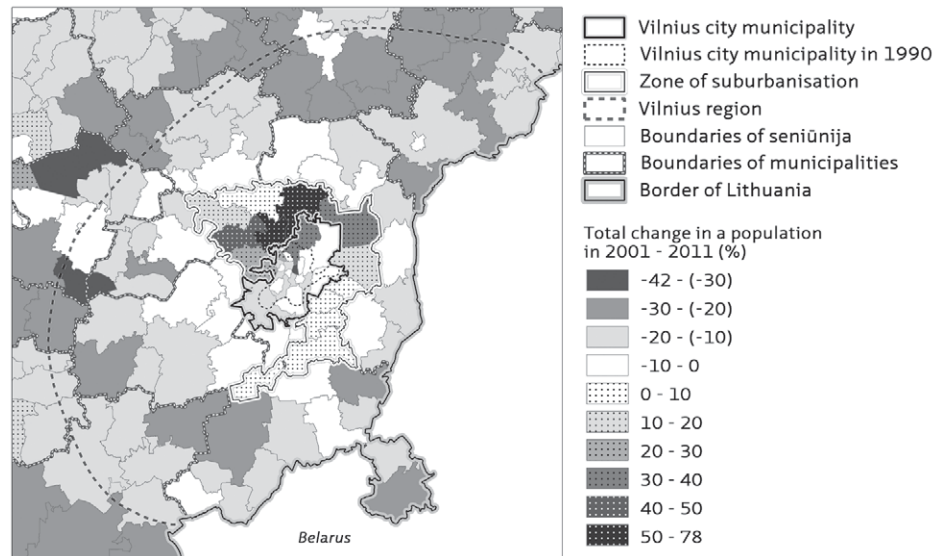 Vilnius city municipality
Vilnius city municipality in 1990
Zone of suburbanisation
Vilnius region
Boundaries of seniūnija
Boundaries of municipalities
Border of Lithuania
Total change in a population
in 2001 - 2011 (%)
-42 - (-30)
-30 - (-20)
-20 - (-10)
-10 - 0
0 - 10
10 - 20
20 - 30
30 - 40
40 - 50
50 - 78
Belarus